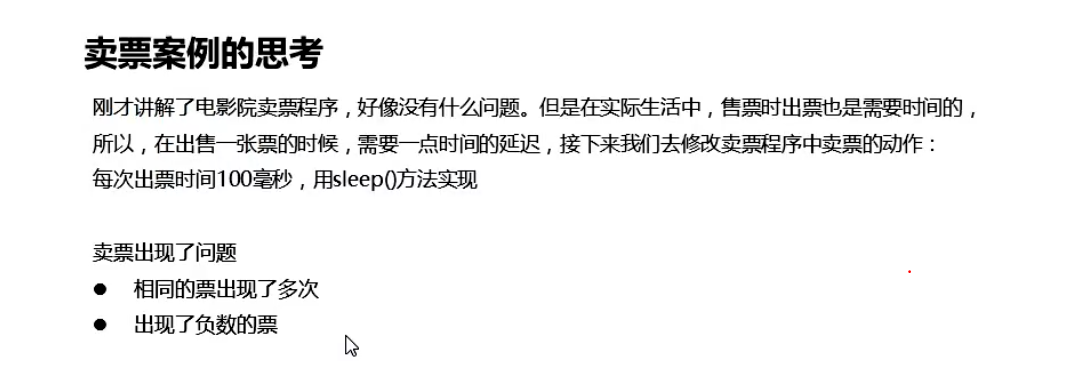 卖票案例的思考
刚才讲解了电影院卖票程序，好像没有什么问题。但是在实际生活中，售票时出票也是需要时间的，
所以，在出售一张票的时候，需要一点时间的延迟，接下来我们去修改卖票程序中卖票的动作：
每次出票时间100毫秒，用sleep()方法实现
卖票出现了问题
● 相同的票出现了多次
● 出现了负数的票